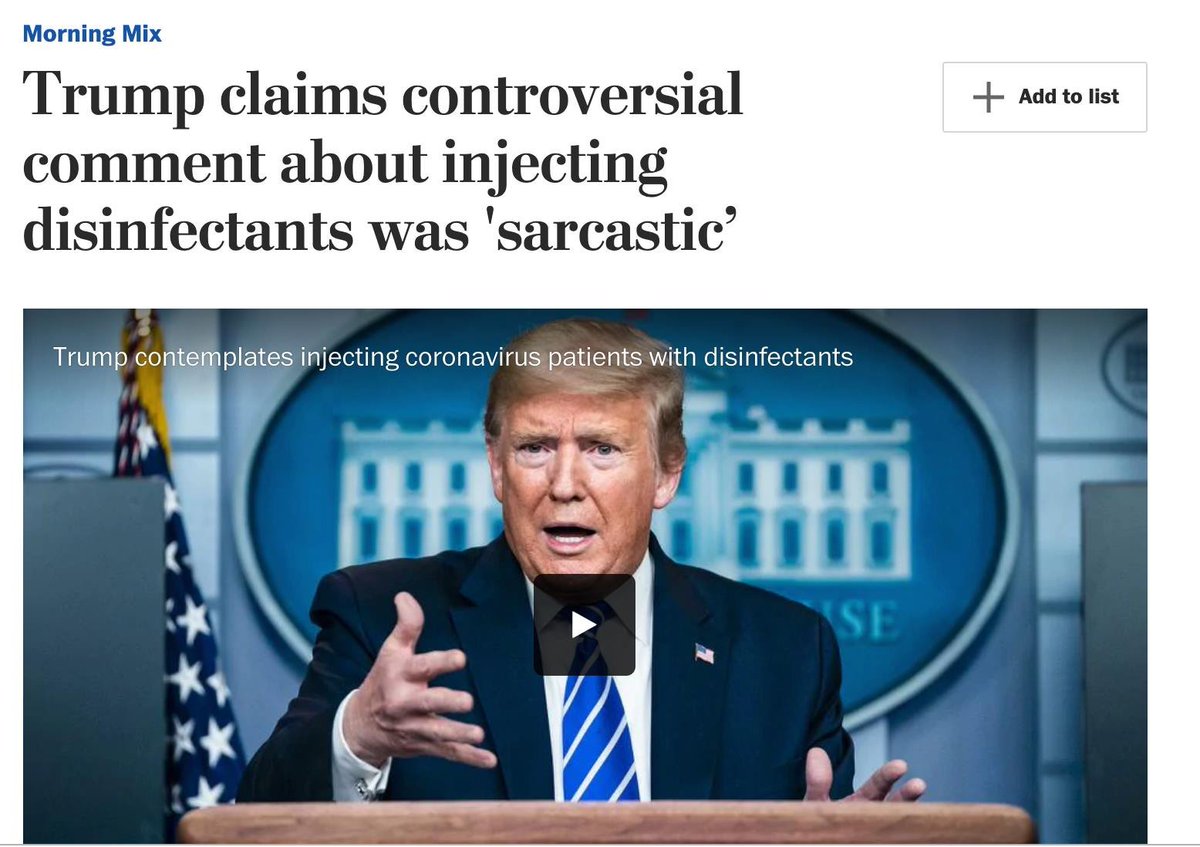 Morning Mix
Trump claims controversial
comment about injecting
disinfectants was 'sarcastic’
Add to list
Trump contemplates injecting coronavirus patients with disinfectants